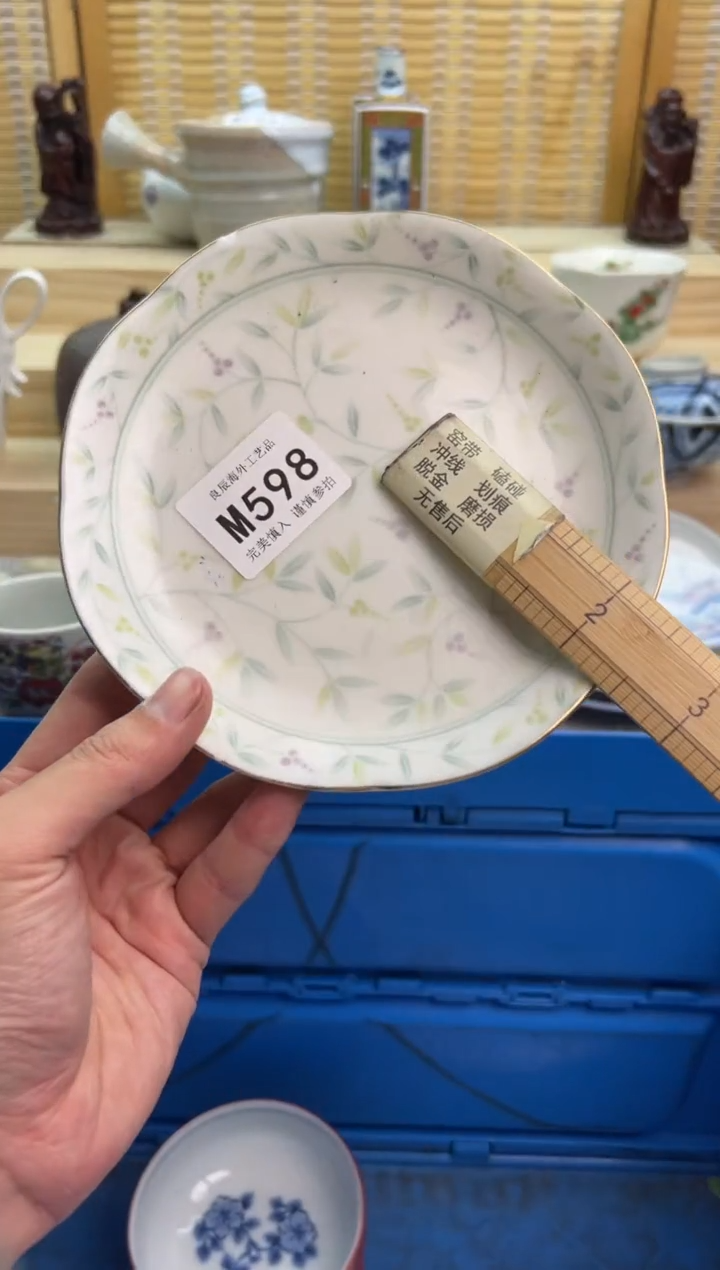 良辰海外工艺品
M598
完美慎入 谨慎参拍
窑带 磕碰
冲线 划痕
脱金 磨损
无售后
2
3